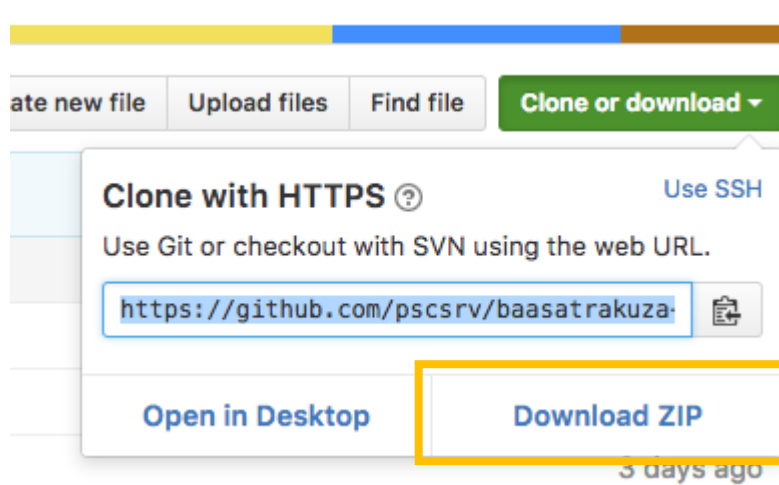 ate new file Upload files Find file Clone or download
Clone with HTTPS ? Use SSH
Use Git or checkout with SVN using the web URL.
https://github.com/pscsrv/baasatrakuza-
Open in Desktop Download ZIP
3 days ago